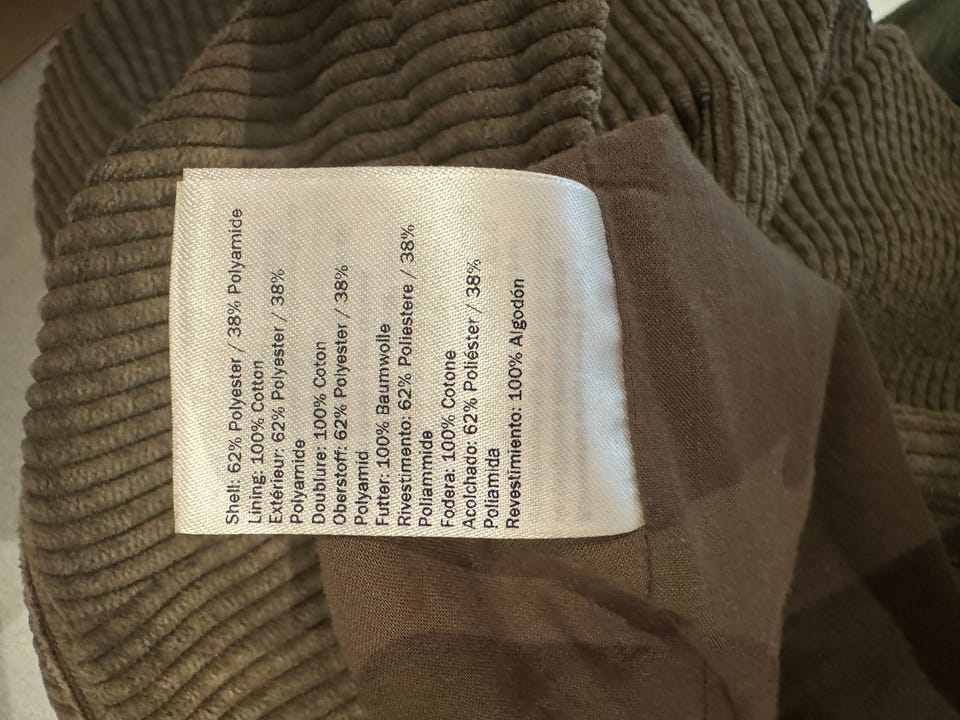 Shell: 62% Polyester / 38% Polyamide
Lining: 100% Cotton
Extérieur: 62% Polyester / 38%
Polyamide
Doublure: 100% Coton
Oberstoff: 62% Polyester / 38%
Polyamid
Futter: 100% Baumwolle
Rivestimento: 62% Poliestere / 38%
Poliammide
Fodera: 100% Cotone
Acolchado: 62% Poliéster / 38%
Poliamida
Revestimiento: 100% Algodón